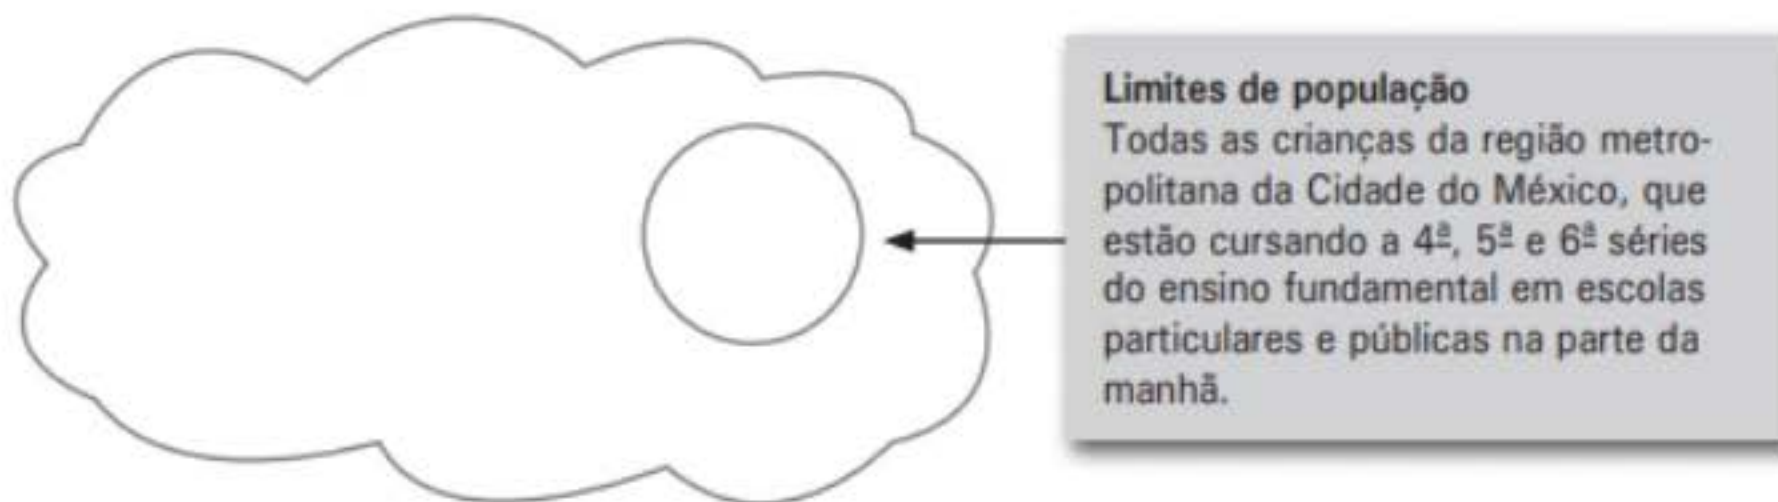 Limites de população
Todas as crianças da região metro-
politana da Cidade do México, que
estão cursando a 4ª, 5ª e 6ª séries
do ensino fundamental em escolas
particulares e públicas na parte da
manhã.